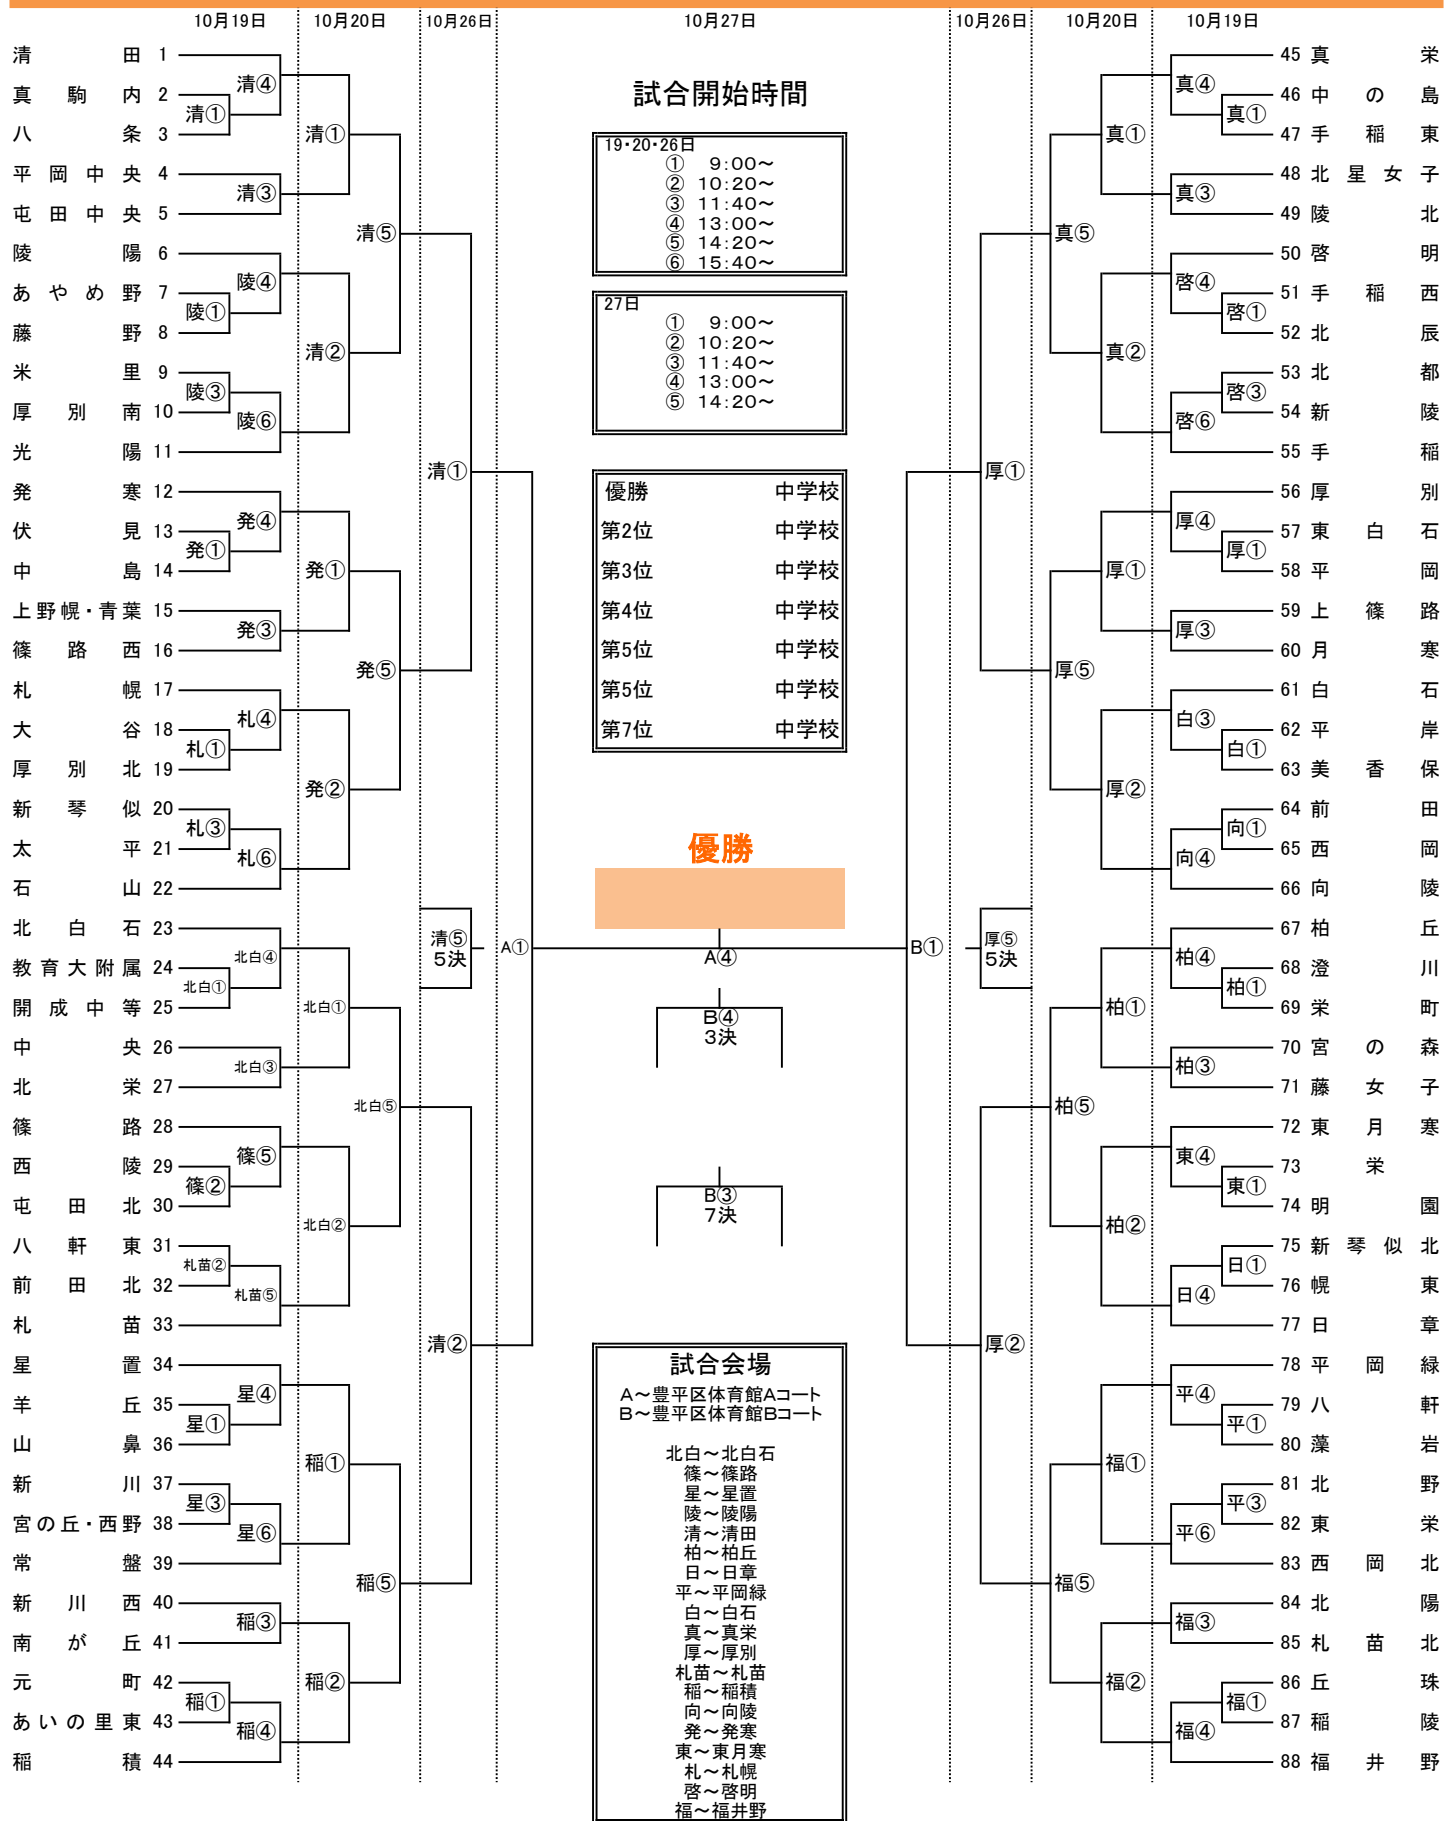 10月19日 10月20日 10月26日 10月27日 10月26日 10月20日 10月19日
清田 1
真駒内 2
八条 3
平岡中央 4
屯田中央 5
陵陽 6
あやめ野 7
藤野 8
米里 9
厚別南 10
光陽 11
発寒 12
伏見 13
中島 14
上野幌・青葉 15
篠路西 16
札幌 17
大谷 18
厚別北 19
新琴似 20
太平 21
石山 22
北白石 23
教育大附属 24
開成中等 25
中央 26
北栄 27
篠路 28
西陵 29
屯田北 30
八軒東 31
前田北 32
札苗 33
星置 34
羊丘 35
山鼻 36
新川 37
宮の丘・西野 38
常盤 39
新川西 40
南が丘 41
元町 42
あいの里東 43
稲積 44
清①
陵①
陵③
発①
札①
札③
北白①
篠②
札苗②
星①
星③
稲①
清④
清③
陵④
陵⑥
発④
発③
札④
札⑥
北白④
北白③
篠⑤
札苗⑤
星④
星⑥
稲③
稲④
清①
清②
発①
発②
北白①
北白②
稲①
稲②
清⑤
発⑤
北白⑤
稲⑤
清①
清⑤
5決
清②
A①
試合開始時間
19・20・26日
① 9:00～
② 10:20～
③ 11:40～
④ 13:00～
⑤ 14:20～
⑥ 15:40～
27日
① 9:00～
② 10:20～
③ 11:40～
④ 13:00～
⑤ 14:20～
優勝 中学校
第2位 中学校
第3位 中学校
第4位 中学校
第5位 中学校
第5位 中学校
第7位 中学校
優勝
A④
B④
3決
B③
7決
試合会場
A～豊平区体育館Aコート
B～豊平区体育館Bコート
北白～北白石
篠～篠路
星～星置
陵～陵陽
清～清田
柏～柏丘
日～日章
平～平岡緑
白～白石
真～真栄
厚～厚別
札苗～札苗
稲～稲積
向～向陵
発～発寒
東～東月寒
札～札幌
啓～啓明
福～福井野
B①
厚①
厚⑤
5決
厚②
真⑤
厚⑤
柏⑤
福⑤
真①
真②
厚①
厚②
柏①
柏②
福①
福②
真④
真③
啓④
啓⑥
厚④
厚③
白③
向④
柏④
柏③
東④
日④
平④
平⑥
福③
福④
真①
啓①
啓③
厚①
白①
向①
柏①
東①
日①
平①
平③
福①
45 真栄
46 中の島
47 手稲東
48 北星女子
49 陵北
50 啓明
51 手稲西
52 北辰
53 北都
54 新陵
55 手稲
56 厚別
57 東白石
58 平岡
59 上篠路
60 月寒
61 白石
62 平岸
63 美香保
64 前田
65 西岡
66 向陵
67 柏丘
68 澄川
69 栄町
70 宮の森
71 藤女子
72 東月寒
73 栄
74 明園
75 新琴似北
76 幌東
77 日章
78 平岡緑
79 八軒
80 藻岩
81 北野
82 東栄
83 西岡北
84 北陽
85 札苗北
86 丘珠
87 稲陵
88 福井野